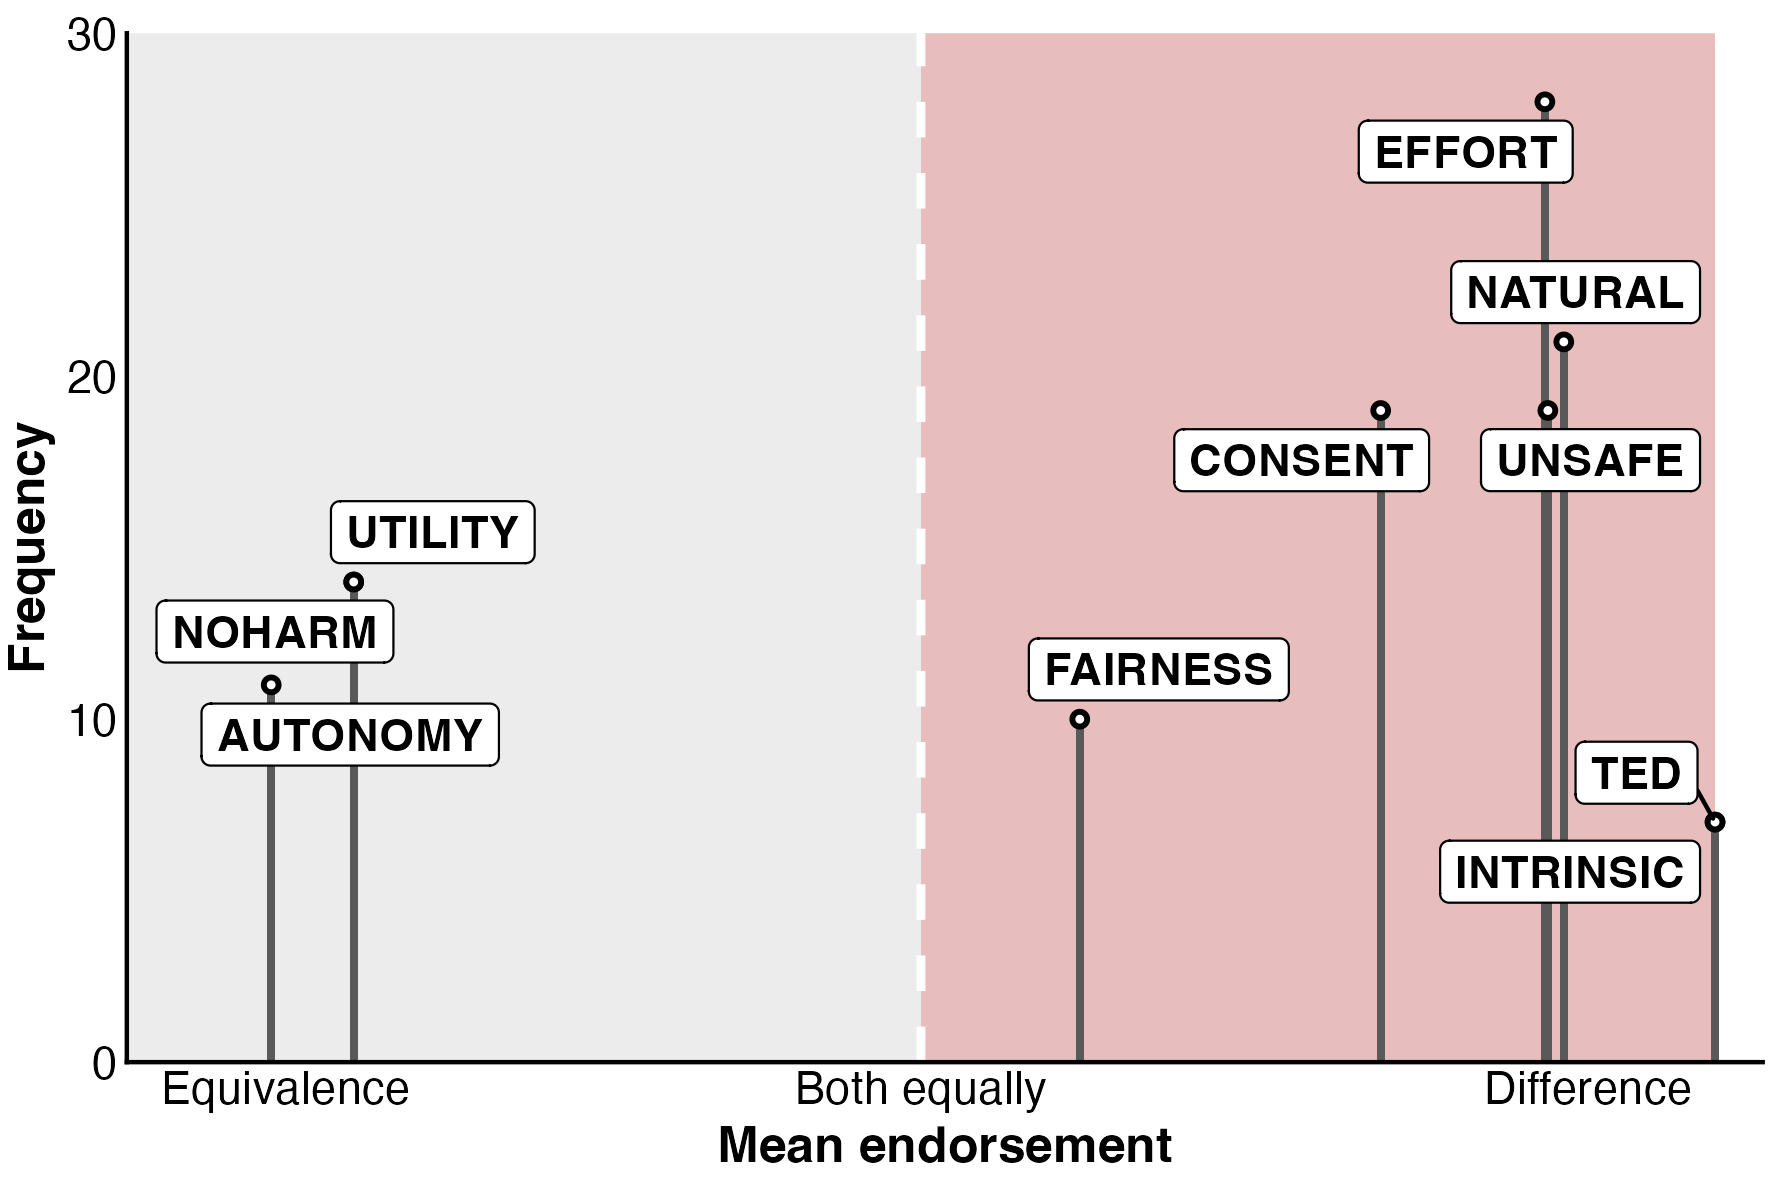 30
EFFORT
NATURAL
20
CONSENT
UNSAFE
Frequency
UTILITY
NOHARM
FAIRNESS
10
AUTONOMY
TED
INTRINSIC
0
Equivalence
Both equally
Difference
Mean endorsement